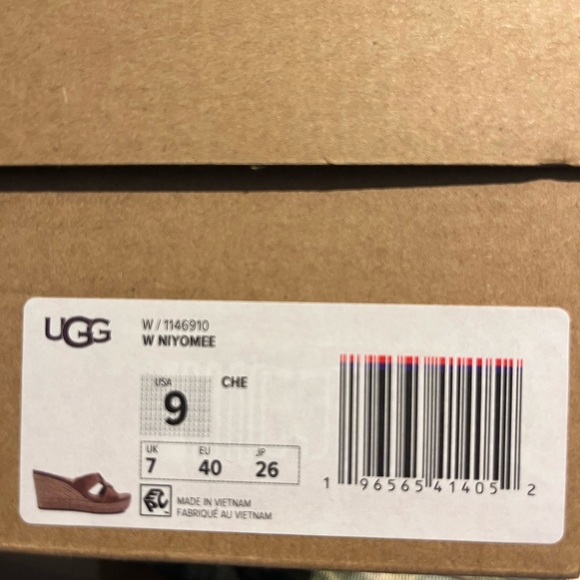 UGG
W / 1146910
W NIYOMEE
USA
9
CHE
UK EU JP
7 40 26
MADE IN VIETNAM
FABRIQUÉ AU VIETNAM
1 96565 41405 2